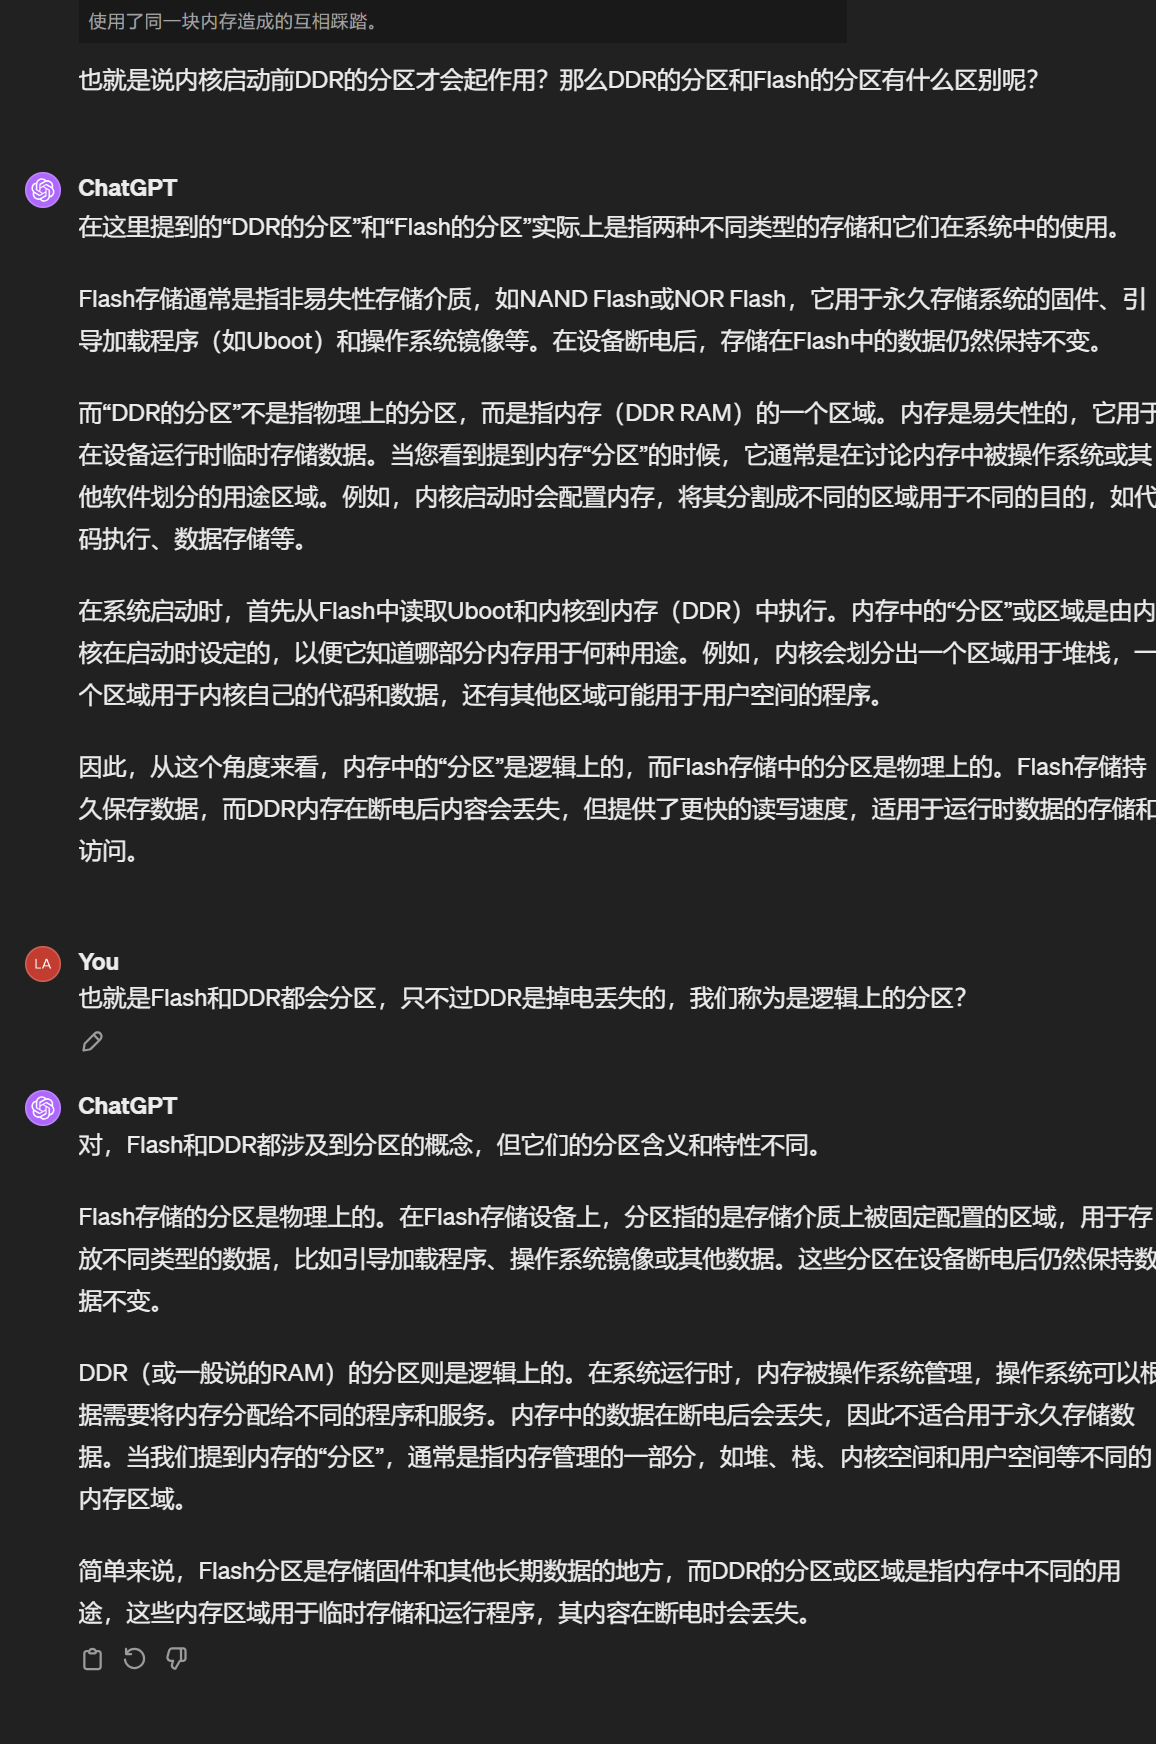 使用了同一块内存造成的互相踩踏。
也就是说内核启动前DDR的分区才会起作用？那么DDR的分区和Flash的分区有什么区别呢？
ChatGPT
在这里提到的“DDR的分区”和“Flash的分区”实际上是指两种不同类型的存储和它们在系统中的使用。
Flash存储通常是指非易失性存储介质，如NAND Flash或NOR Flash，它用于永久存储系统的固件、引
导加载程序（如Uboot）和操作系统镜像等。在设备断电后，存储在Flash中的数据仍然保持不变。
而“DDR的分区”不是指物理上的分区，而是指内存（DDR RAM）的一个区域。内存是易失性的，它用于
在设备运行时临时存储数据。当您看到提到内存“分区”的时候，它通常是在讨论内存中被操作系统或其
他软件划分的用途区域。例如，内核启动时会配置内存，将其分割成不同的区域用于不同的目的，如代
码执行、数据存储等。
在系统启动时，首先从Flash中读取Uboot和内核到内存（DDR）中执行。内存中的“分区”或区域是由内
核在启动时设定的，以便它知道哪部分内存用于何种用途。例如，内核会划分出一个区域用于堆栈，一
个区域用于内核自己的代码和数据，还有其他区域可能用于用户空间的程序。
因此，从这个角度来看，内存中的“分区”是逻辑上的，而Flash存储中的分区是物理上的。Flash存储持
久保存数据，而DDR内存在断电后内容会丢失，但提供了更快的读写速度，适用于运行时数据的存储和
访问。
LA
You
也就是Flash和DDR都会分区，只不过DDR是掉电丢失的，我们称为是逻辑上的分区？
ChatGPT
对，Flash和DDR都涉及到分区的概念，但它们的分区含义和特性不同。
Flash存储的分区是物理上的。在Flash存储设备上，分区指的是存储介质上被固定配置的区域，用于存
放不同类型的数据，比如引导加载程序、操作系统镜像或其他数据。这些分区在设备断电后仍然保持数
据不变。
DDR（或一般说的RAM）的分区则是逻辑上的。在系统运行时，内存被操作系统管理，操作系统可以根
据需要将内存分配给不同的程序和服务。内存中的数据在断电后会丢失，因此不适合用于永久存储数
据。当我们提到内存的“分区”，通常是指内存管理的一部分，如堆、栈、内核空间和用户空间等不同的
内存区域。
简单来说，Flash分区是存储固件和其他长期数据的地方，而DDR的分区或区域是指内存中不同的用
途，这些内存区域用于临时存储和运行程序，其内容在断电时会丢失。